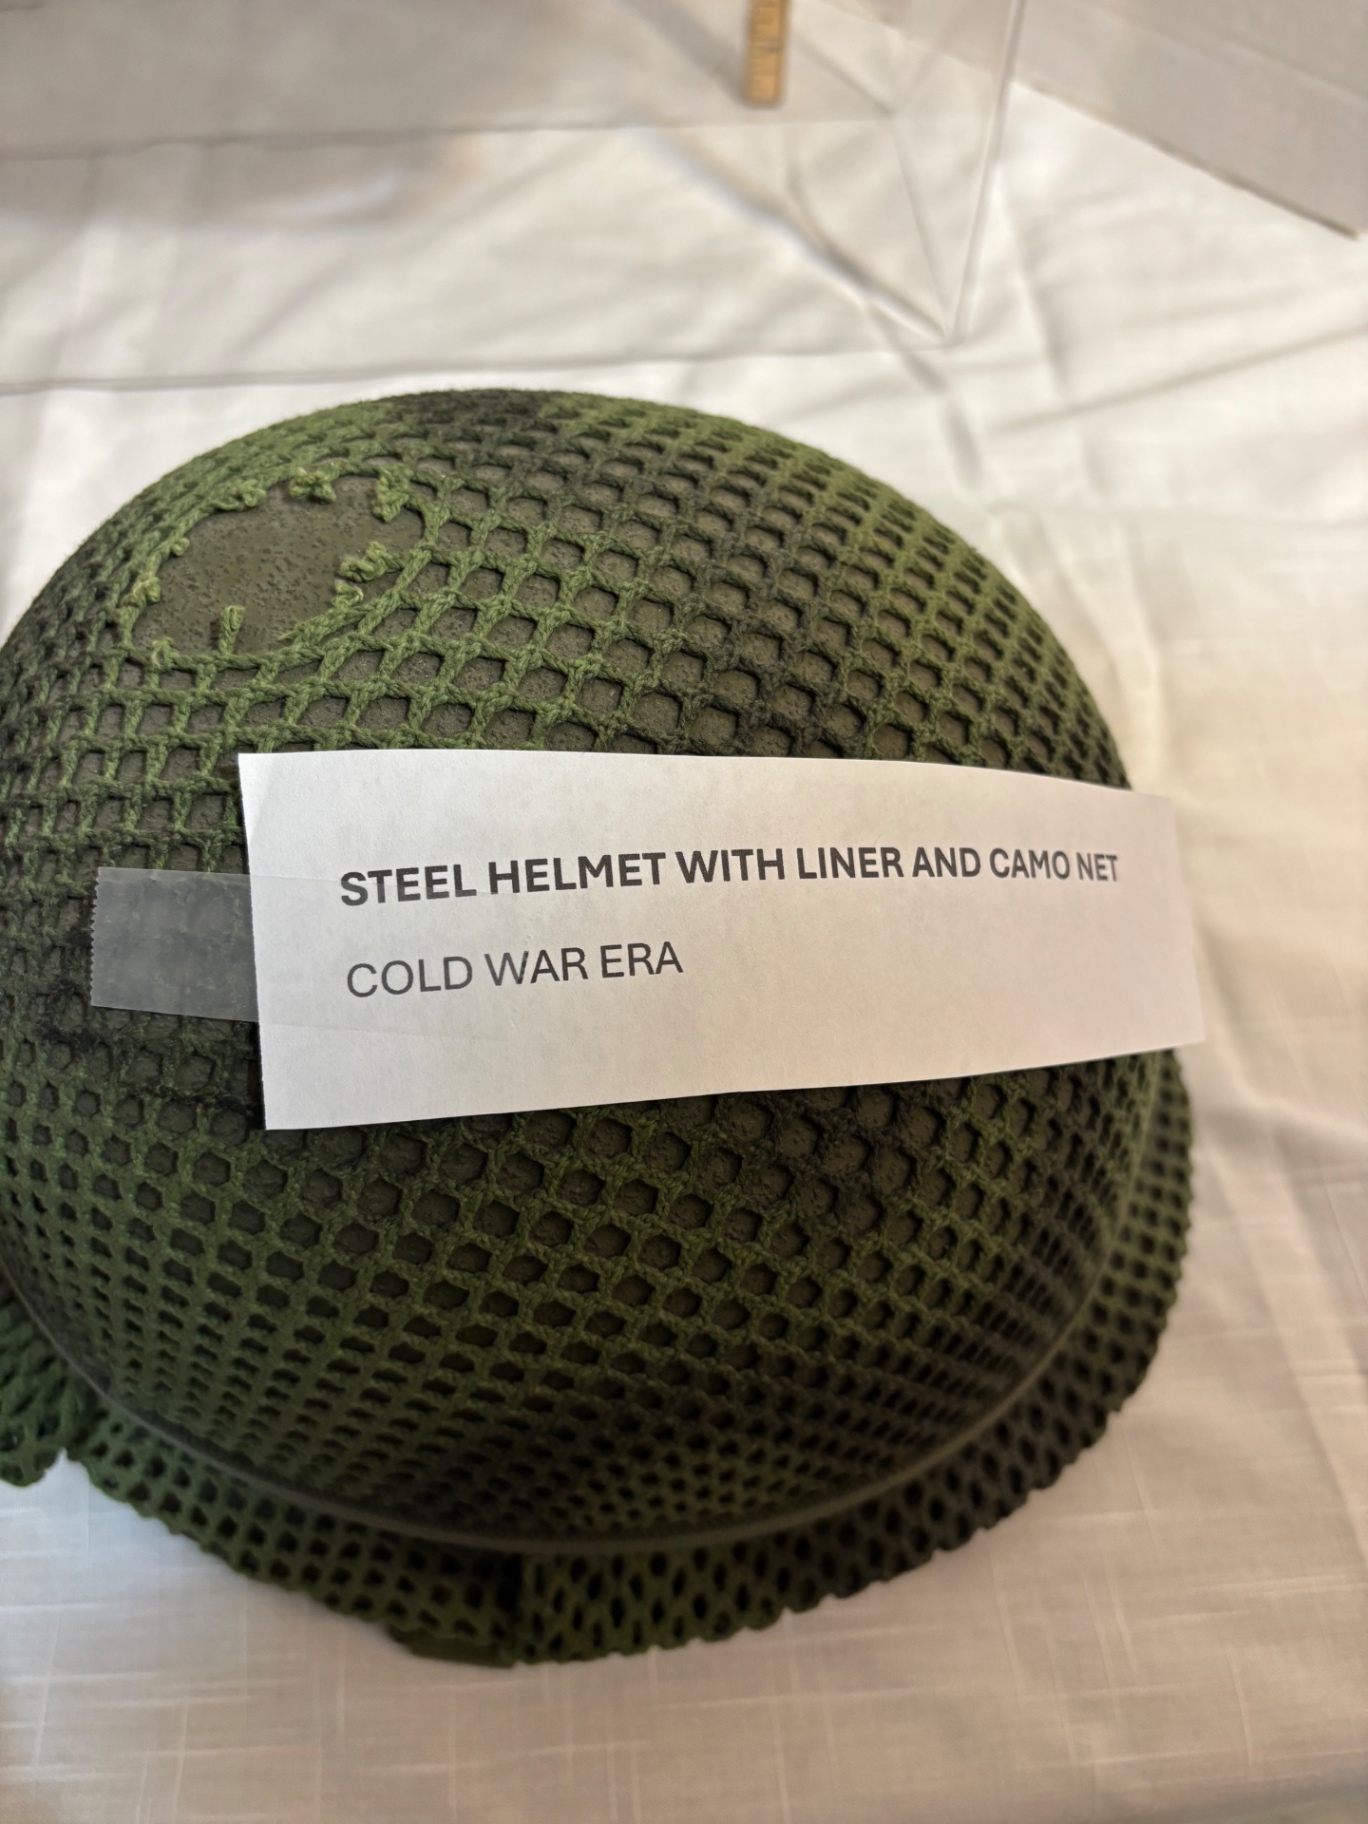 STEEL HELMET WITH LINER AND CAMO NET
COLD WAR ERA